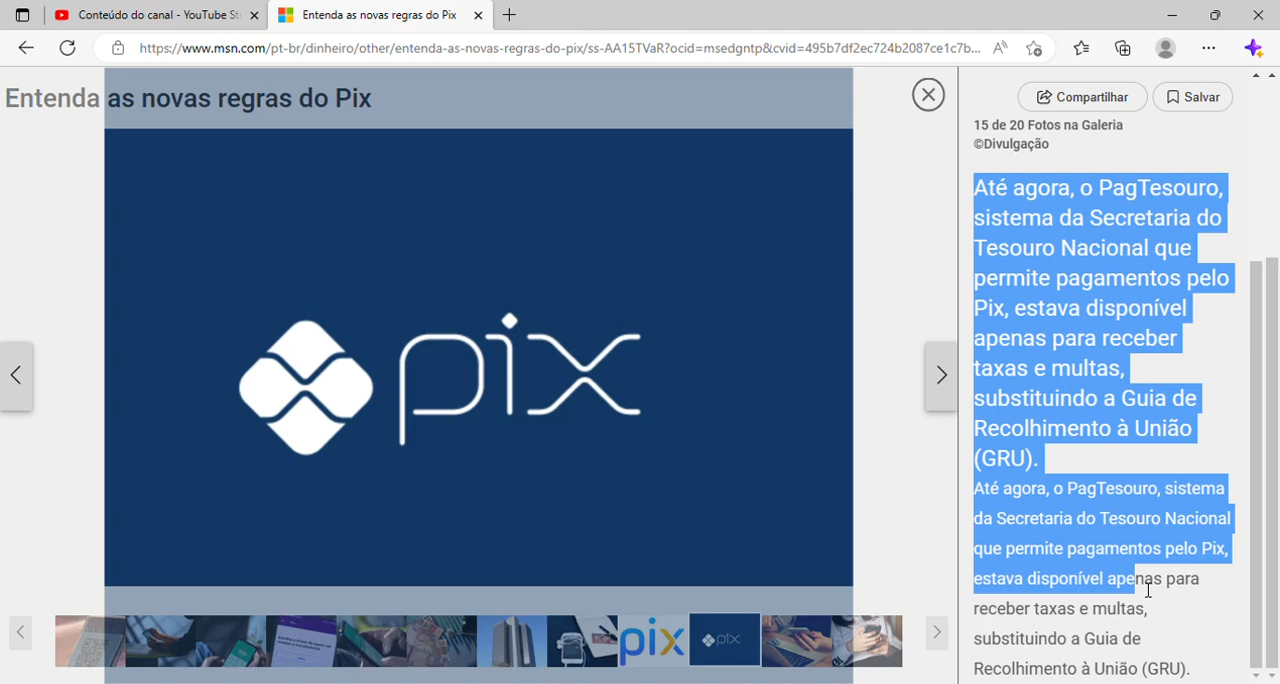 Conteúdo do canal - YouTube St
Entenda as novas regras do Pix
https://www.msn.com/pt-br/dinheiro/other/entenda-as-novas-regras-do-pix/ss-AA15TVaR?ocid=msedgntp&cvid=495b7df2ec724b2087ce1c7b...
Entenda as novas regras do Pix
Compartilhar
Salvar
15 de 20 Fotos na Galeria
©Divulgação
Até agora, o PagTesouro,
sistema da Secretaria do
Tesouro Nacional que
permite pagamentos pelo
Pix, estava disponível
apenas para receber
taxas e multas,
substituindo a Guia de
Recolhimento à União
(GRU).
Até agora, o PagTesouro, sistema
da Secretaria do Tesouro Nacional
que permite pagamentos pelo Pix,
estava disponível apenas para
receber taxas e multas,
substituindo a Guia de
Recolhimento à União (GRU).
pix
pix
pix